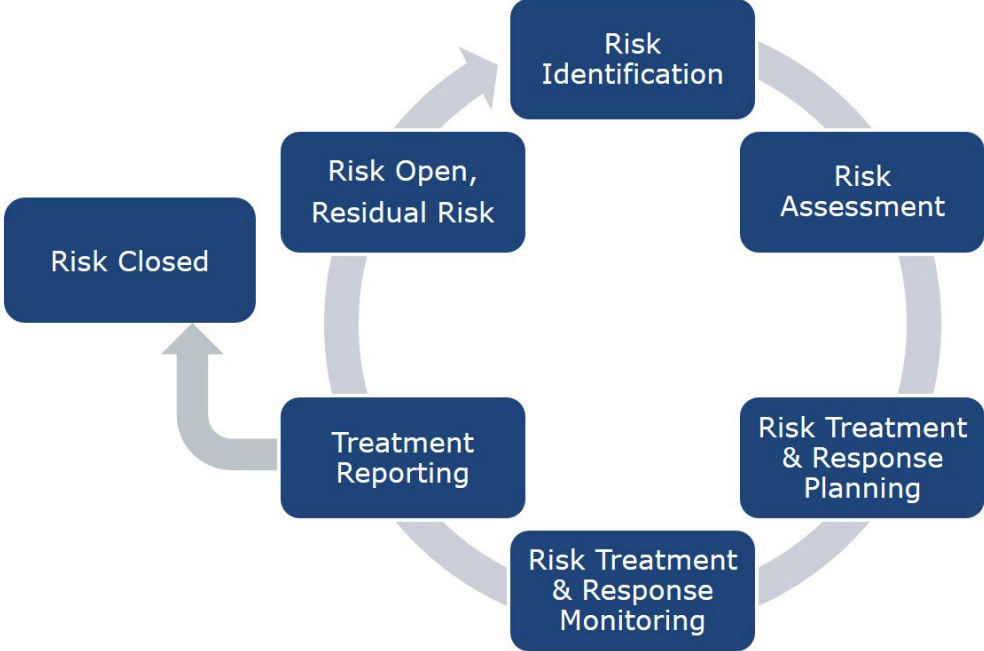 Risk
Identification
Risk
Assessment
Risk Treatment
& Response
Planning
Risk Treatment
& Response
Monitoring
Treatment
Reporting
Risk Open,
Residual Risk
Risk Closed